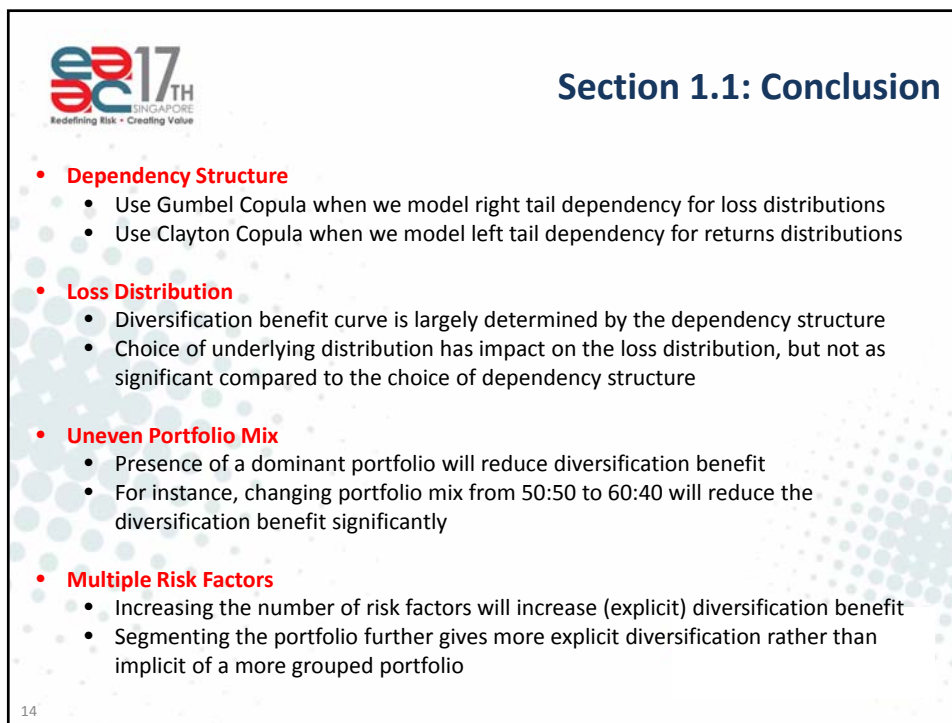 eaac 17TH
SINGAPORE
Redefining Risk • Creating Value
Section 1.1: Conclusion
• Dependency Structure
• Use Gumbel Copula when we model right tail dependency for loss distributions
• Use Clayton Copula when we model left tail dependency for returns distributions
• Loss Distribution
• Diversification benefit curve is largely determined by the dependency structure
• Choice of underlying distribution has impact on the loss distribution, but not as
significant compared to the choice of dependency structure
• Uneven Portfolio Mix
• Presence of a dominant portfolio will reduce diversification benefit
• For instance, changing portfolio mix from 50:50 to 60:40 will reduce the
diversification benefit significantly
• Multiple Risk Factors
• Increasing the number of risk factors will increase (explicit) diversification benefit
• Segmenting the portfolio further gives more explicit diversification rather than
implicit of a more grouped portfolio
14